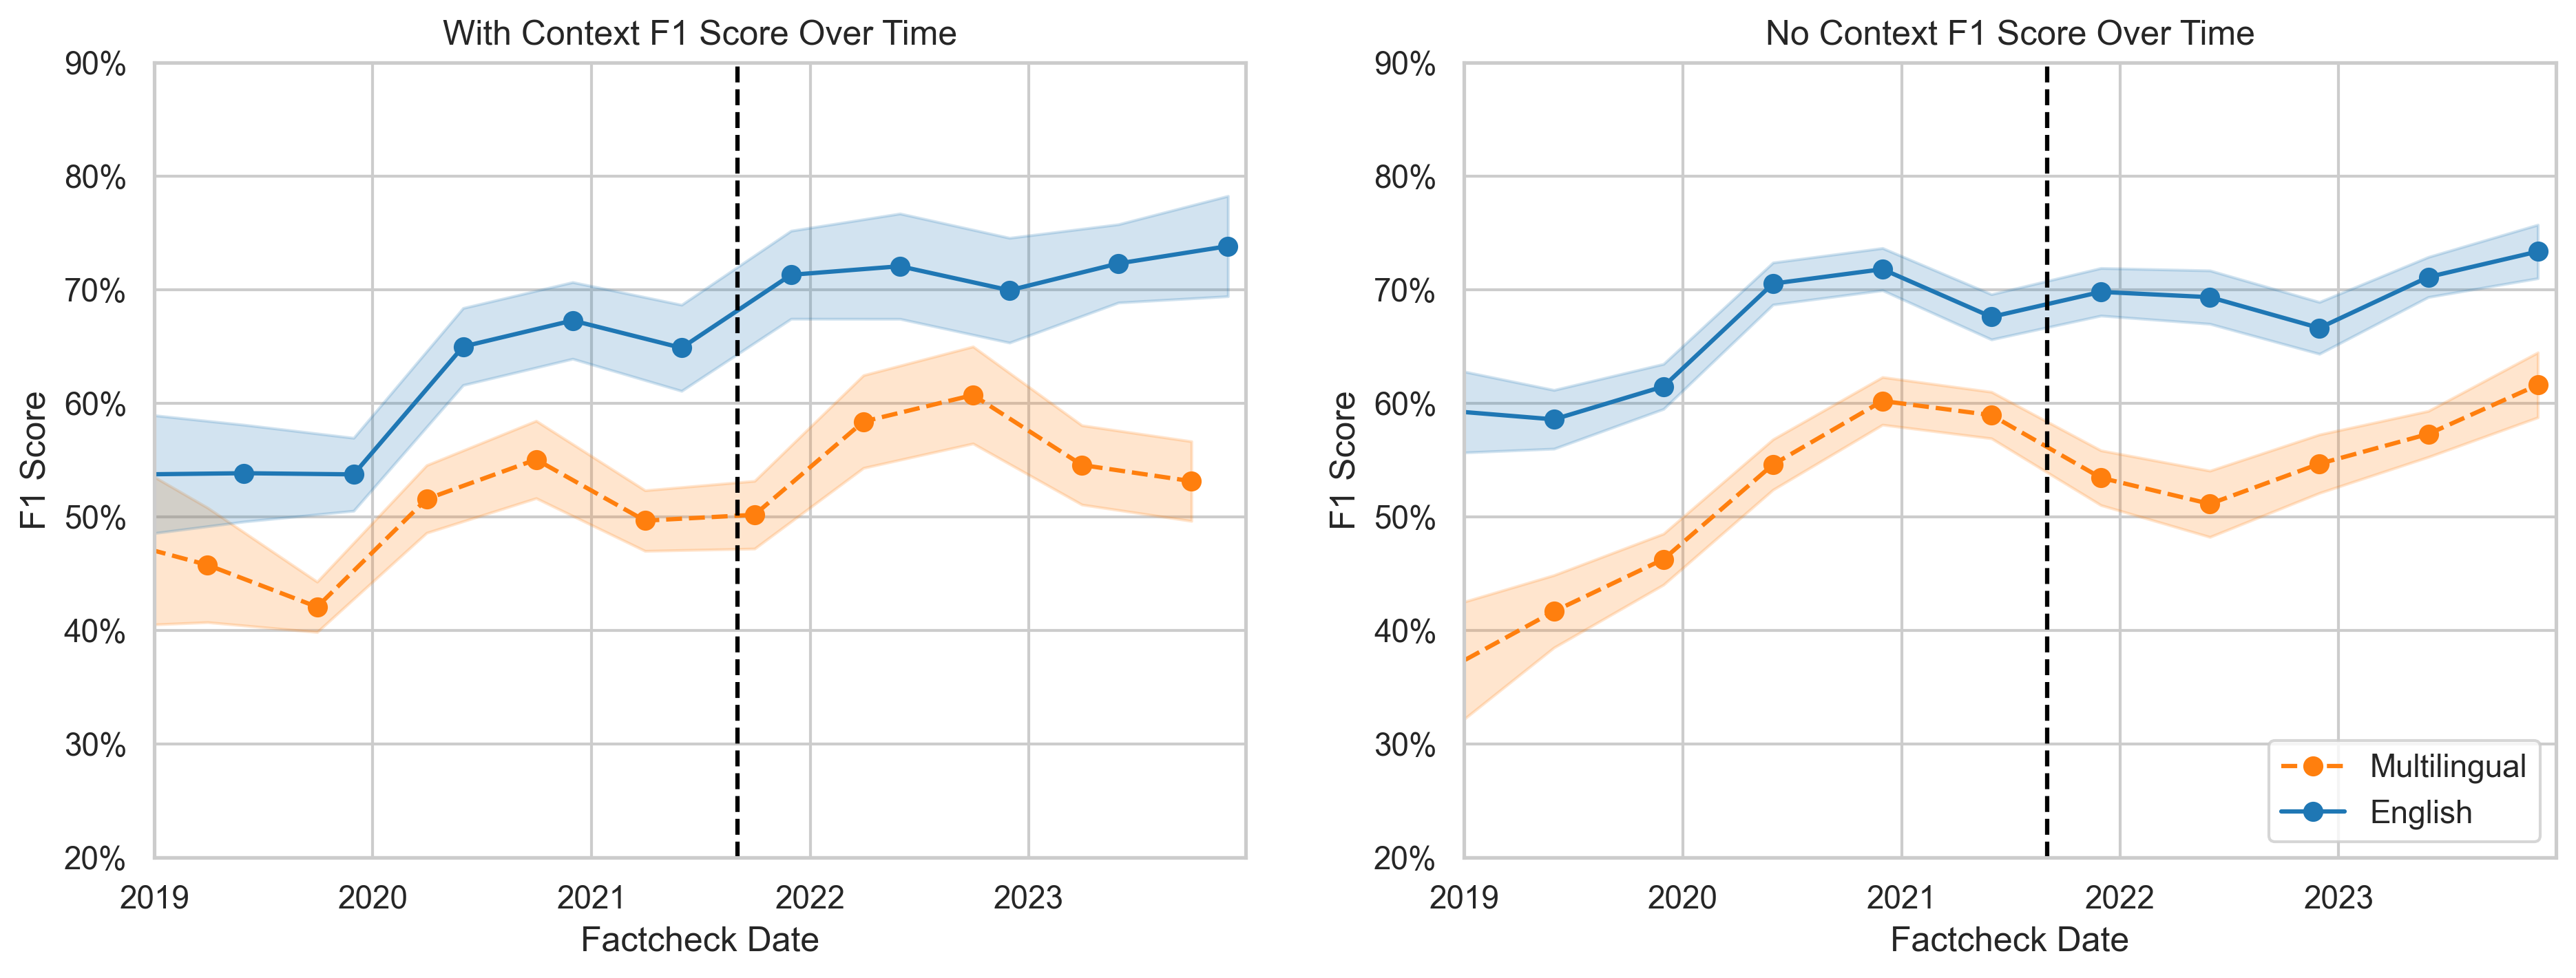 With Context F1 Score Over Time
90%
80%
70%
60%
50%
40%
30%
20%
F1 Score
2019 2020 2021 2022 2023
Factcheck Date
No Context F1 Score Over Time
90%
80%
70%
60%
50%
40%
30%
20%
F1 Score
Multilingual
English
2019 2020 2021 2022 2023
Factcheck Date